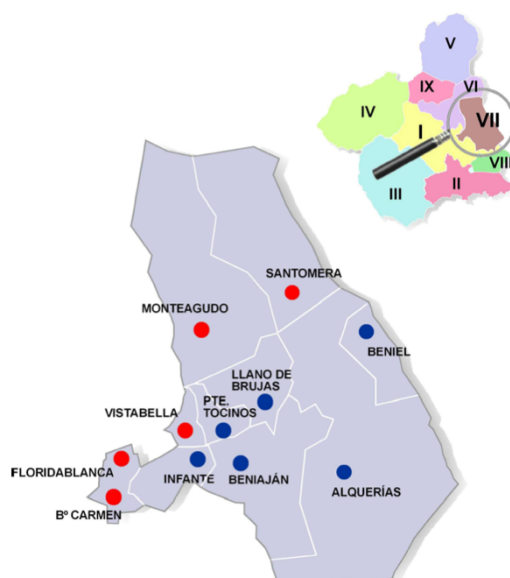 V
IX
VI
IV
I
VII
VIII
III
II
SANTOMERA
MONTEAGUDO
BENIEL
LLANO DE
BRUJAS
PTE.
TOCINOS
VISTABELLA
FLORIDABLANCA
INFANTE
BENIAJÁN
ALQUERÍAS
Bº CARMEN